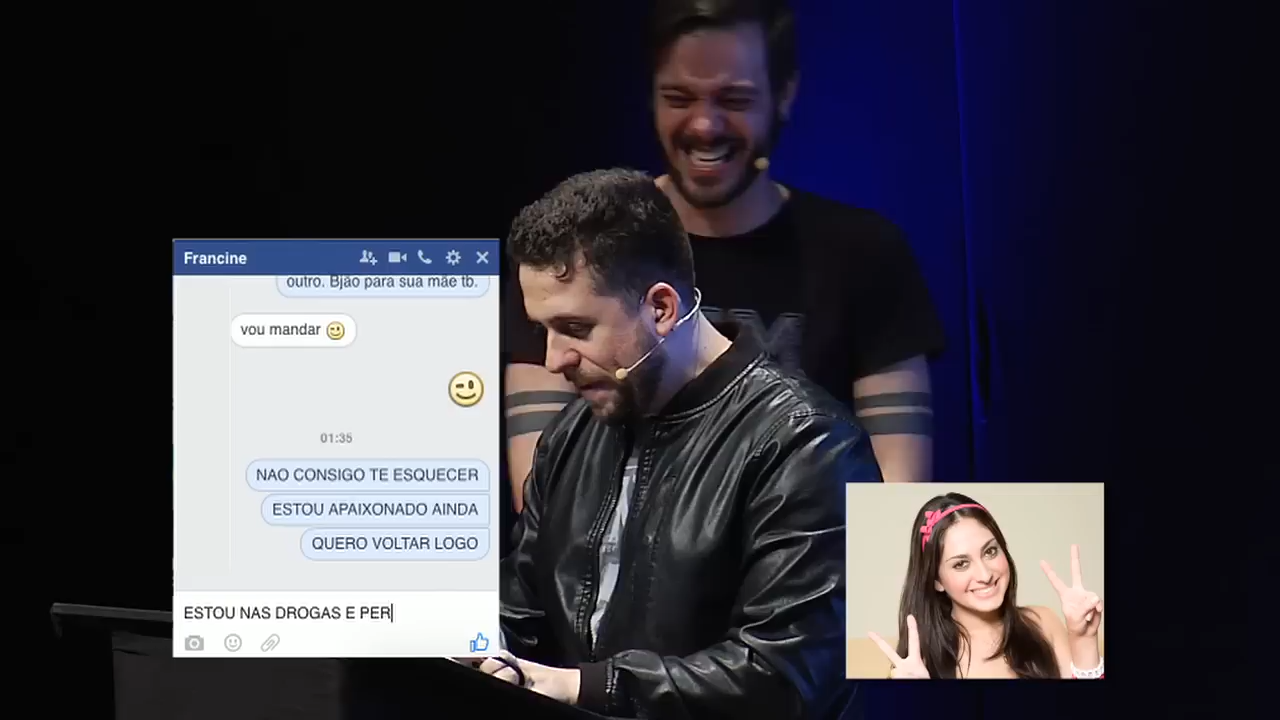 Francine
outro. Bjão para sua mãe tb.
vou mandar
01:35
NAO CONSIGO TE ESQUECER
ESTOU APAIXONADO AINDA
QUERO VOLTAR LOGO
ESTOU NAS DROGAS E PER